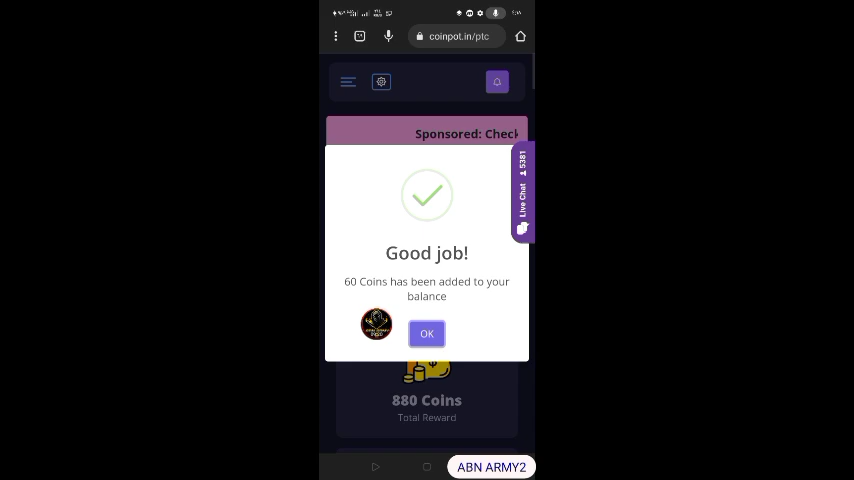 coinpot.in/ptc
Sponsored: Check
Live Chat 5381
Good job!
60 Coins has been added to your
balance
OK
880 Coins
Total Reward
ABN ARMY2